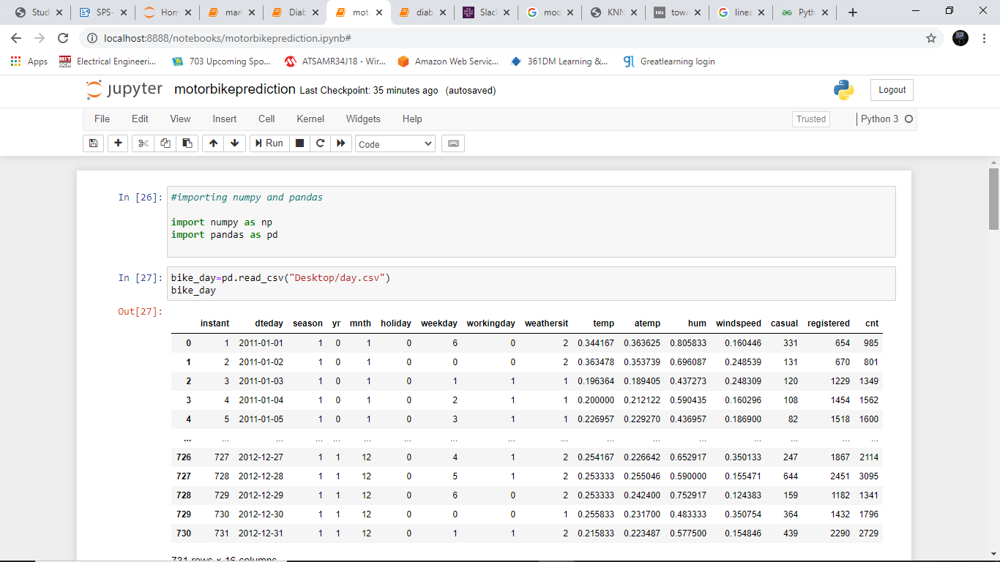 Stud SPS- Hom man Diab mot diab Slac mod KNN tds towa linea Pyth
localhost:8888/notebooks/motorbikeprediction.ipynb#
Apps MIT OCW Electrical Engineeri... 703 Upcoming Spo... ATSAMR34J18 - Wir... Amazon Web Servic... 361DM Learning &... gl Greatlearning login
jupyter motorbikeprediction Last Checkpoint: 35 minutes ago (autosaved) Logout
File Edit View Insert Cell Kernel Widgets Help Trusted Python 3
Run Code
In [26]: #importing numpy and pandas
import numpy as np
import pandas as pd
In [27]: bike_day=pd.read_csv("Desktop/day.csv")
bike_day
Out[27]:
instant dteday season yr mnth holiday weekday workingday weathersit temp atemp hum windspeed casual registered cnt
0 1 2011-01-01 1 0 1 0 6 0 2 0.344167 0.363625 0.805833 0.160446 331 654 985
1 2 2011-01-02 1 0 1 0 0 0 2 0.363478 0.353739 0.696087 0.248539 131 670 801
2 3 2011-01-03 1 0 1 0 1 1 1 0.196364 0.189405 0.437273 0.248309 120 1229 1349
3 4 2011-01-04 1 0 1 0 2 1 1 0.200000 0.212122 0.590435 0.160296 108 1454 1562
4 5 2011-01-05 1 0 1 0 3 1 1 0.226957 0.229270 0.436957 0.186900 82 1518 1600
... ... ... ... ... ... ... ... ... ... ... ... ... ... ... ... ...
726 727 2012-12-27 1 1 12 0 4 1 2 0.254167 0.226642 0.652917 0.350133 247 1867 2114
727 728 2012-12-28 1 1 12 0 5 1 2 0.253333 0.255046 0.590000 0.155471 644 2451 3095
728 729 2012-12-29 1 1 12 0 6 0 2 0.253333 0.242400 0.752917 0.124383 159 1182 1341
729 730 2012-12-30 1 1 12 0 0 0 1 0.255833 0.231700 0.483333 0.350754 364 1432 1796
730 731 2012-12-31 1 1 12 0 1 1 2 0.215833 0.223487 0.577500 0.154846 439 2290 2729
731 rows × 16 columns